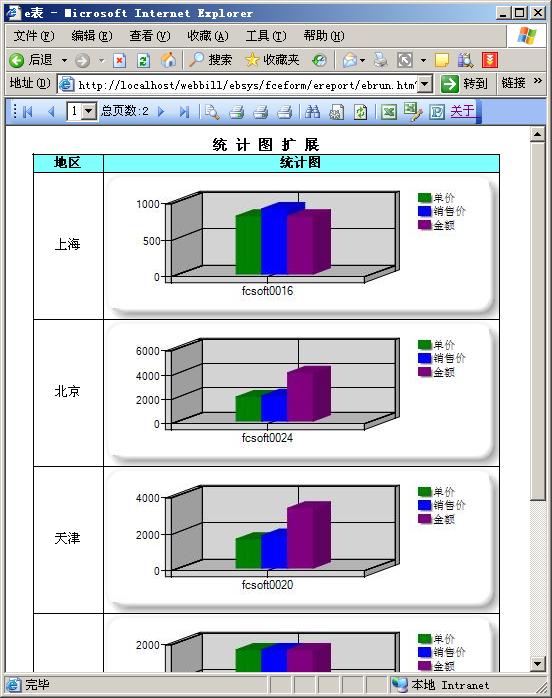 e表 - Microsoft Internet Explorer
文件(F) 编辑(E) 查看(V) 收藏(A) 工具(T) 帮助(H)
后退 搜索 收藏夹
地址(D) http://localhost/webbill/ebsys/fceform/ereport/ebrun.htm? 转到 链接 »
1 总页数:2 关于
统 计 图 扩 展
地区 统计图
上海
1000
500
0
fcsoft0016
单价
销售价
金额
北京
6000
4000
2000
0
fcsoft0024
单价
销售价
金额
天津
4000
2000
0
fcsoft0020
单价
销售价
金额
2000
单价
销售价
金额
完毕 本地 Intranet